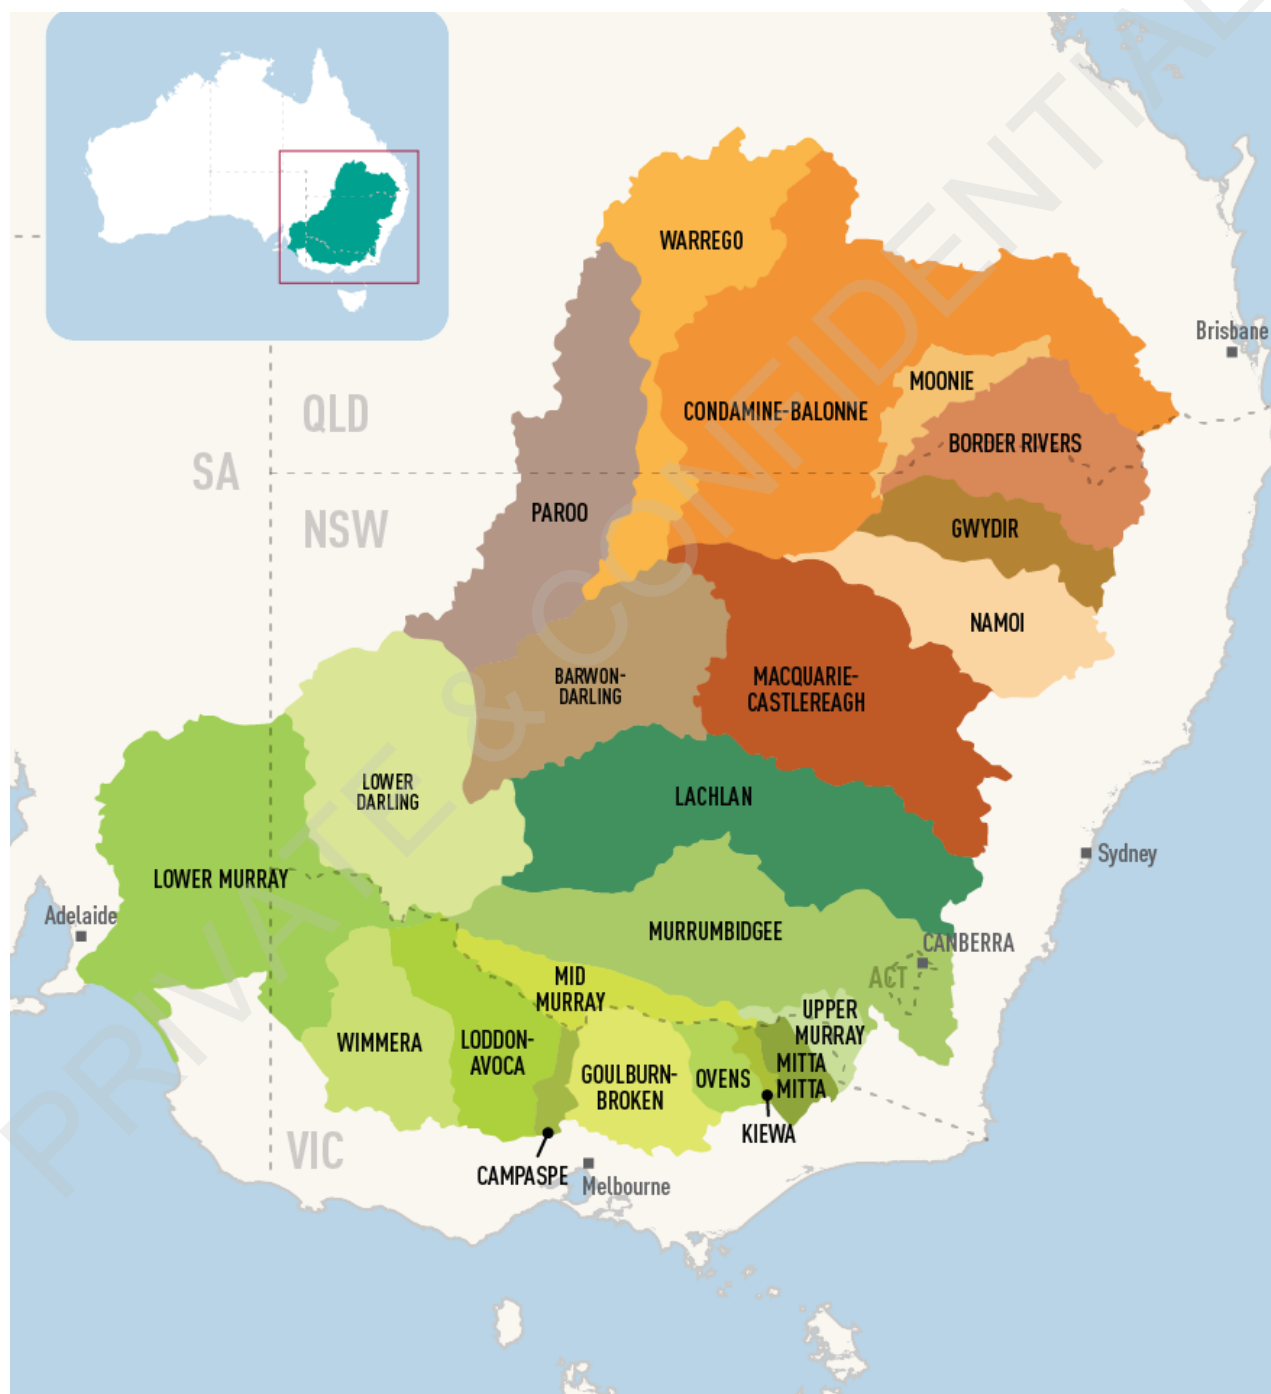 WARREGO
Brisbane
MOONIE
QLD
CONDAMINE-BALONNE
BORDER RIVERS
SA
PAROO
NSW
GWYDIR
NAMOI
BARWON-
DARLING
MACQUARIE-
CASTLEREAGH
LOWER
DARLING
LACHLAN
Sydney
LOWER MURRAY
Adelaide
MURRUMBIDGEE
CANBERRA
ACT
MID
MURRAY
UPPER
MURRAY
WIMMERA
LODDON-
AVOCA
GOULBURN-
BROKEN
OVENS
MITTA
MITTA
KIEWA
VIC
CAMPASPE
Melbourne
PRIVATE & CONFIDENTIAL